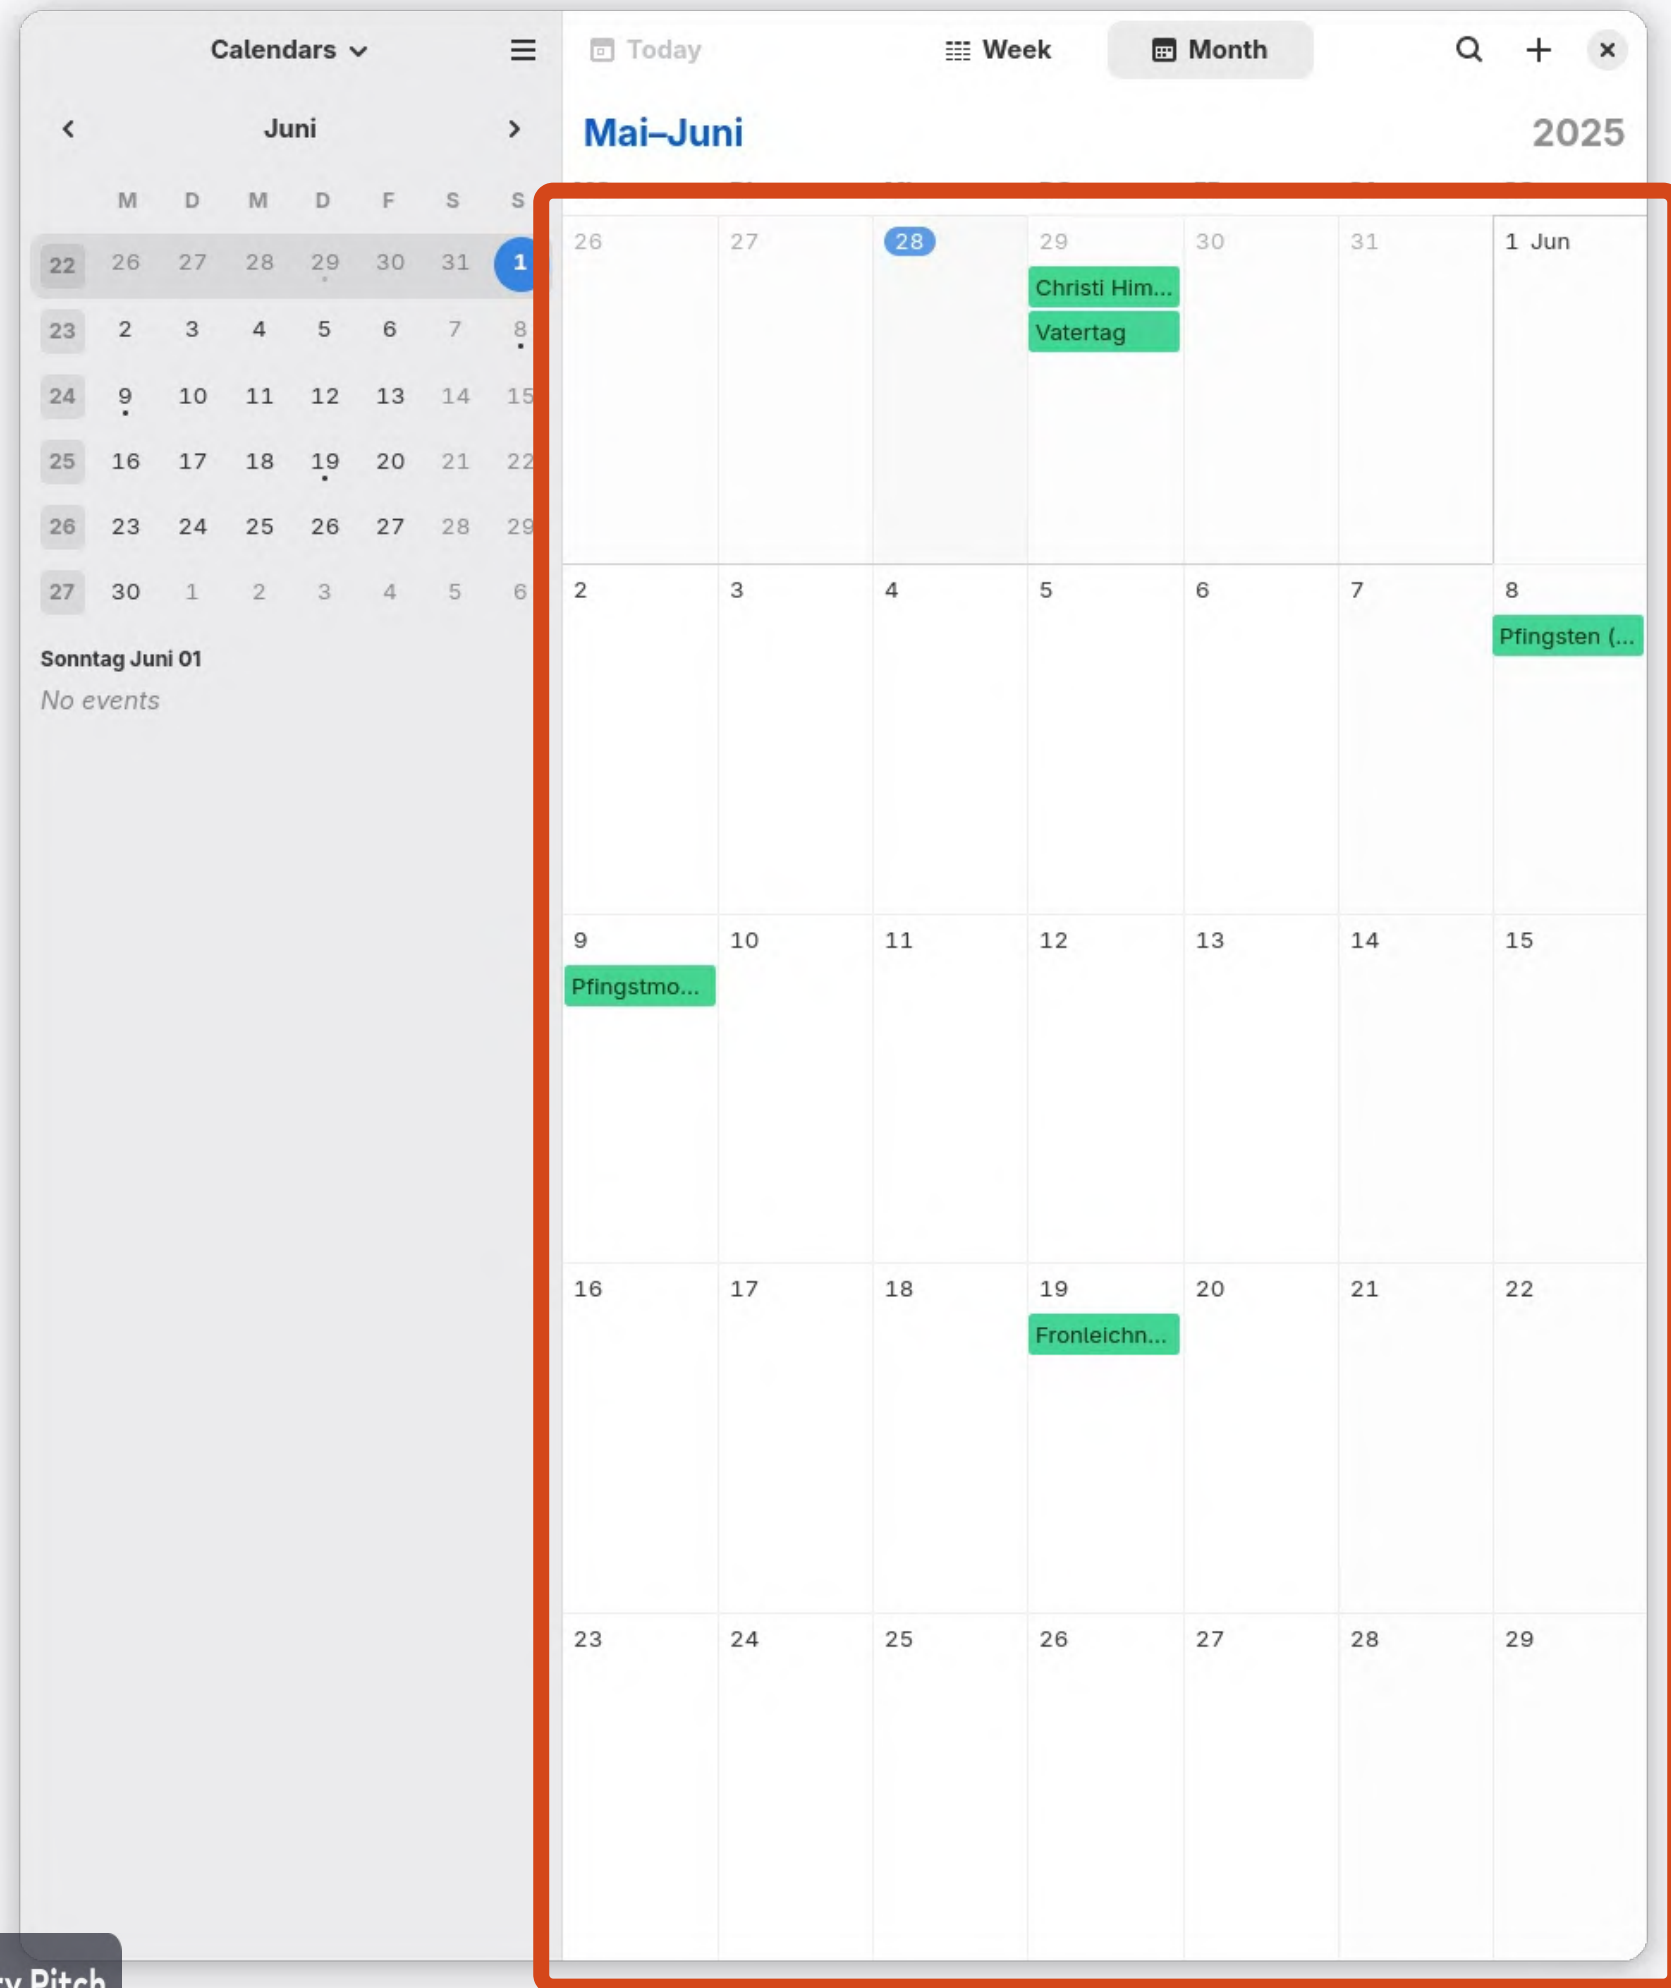 Calendars
Today
Week
Month
Juni
Mai–Juni
2025
M D M D F S S
22 26 27 28 29 30 31 1
23 2 3 4 5 6 7 8
24 9 10 11 12 13 14 15
25 16 17 18 19 20 21 22
26 23 24 25 26 27 28 29
27 30 1 2 3 4 5 6
Sonntag Juni 01
No events
26 27 28 29 30 31 1 Jun
Christi Him...
Vatertag
2 3 4 5 6 7 8
Pfingsten (...
9 10 11 12 13 14 15
Pfingstmo...
16 17 18 19 20 21 22
Fronleichn...
23 24 25 26 27 28 29
Pitch